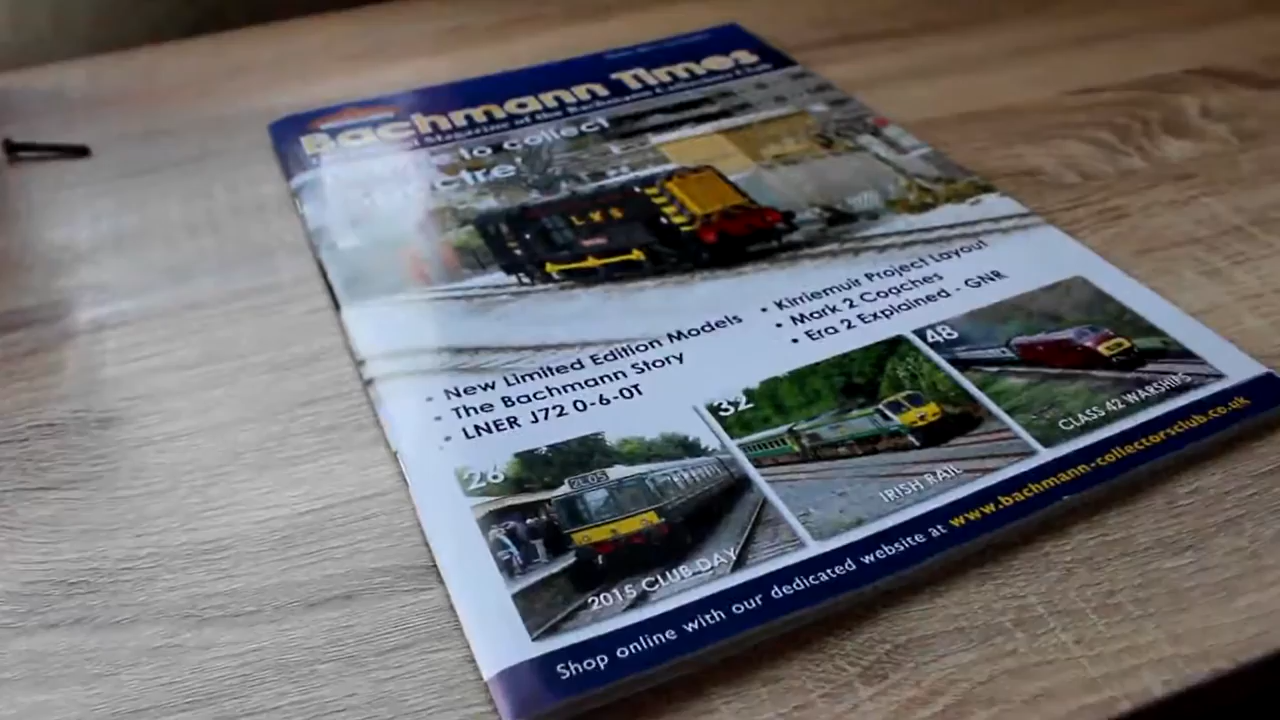 Bachmann Times
magazine of the Bachmann Collectors Club
to collect
LMS
• New Limited Edition Models
• The Bachmann Story
• LNER J72 0-6-0T
• Kirriemuir Project Layout
• Mark 2 Coaches
• Era 2 Explained - GNR
26
2L05
2015 CLUB DAY
32
IRISH RAIL
48
CLASS 42 WARSHIPS
Shop online with our dedicated website at www.bachmann-collectorsclub.co.uk